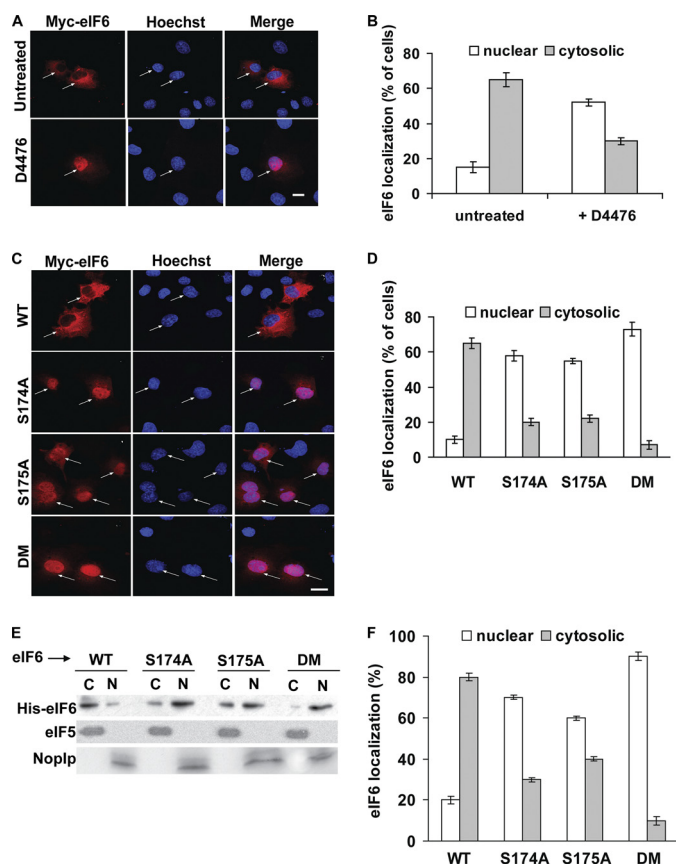 A
Myc-eIF6 Hoechst Merge
Untreated
D4476
B
nuclear cytosolic
eIF6 localization (% of cells)
80
60
40
20
0
untreated + D4476
C
Myc-eIF6 Hoechst Merge
WT
S174A
S175A
DM
D
nuclear cytosolic
eIF6 localization (% of cells)
80
60
40
20
0
WT S174A S175A DM
E
eIF6 → WT S174A S175A DM
C N C N C N C N
His-eIF6
eIF5
Noplp
F
nuclear cytosolic
eIF6 localization (%)
100
80
60
40
20
0
WT S174A S175A DM